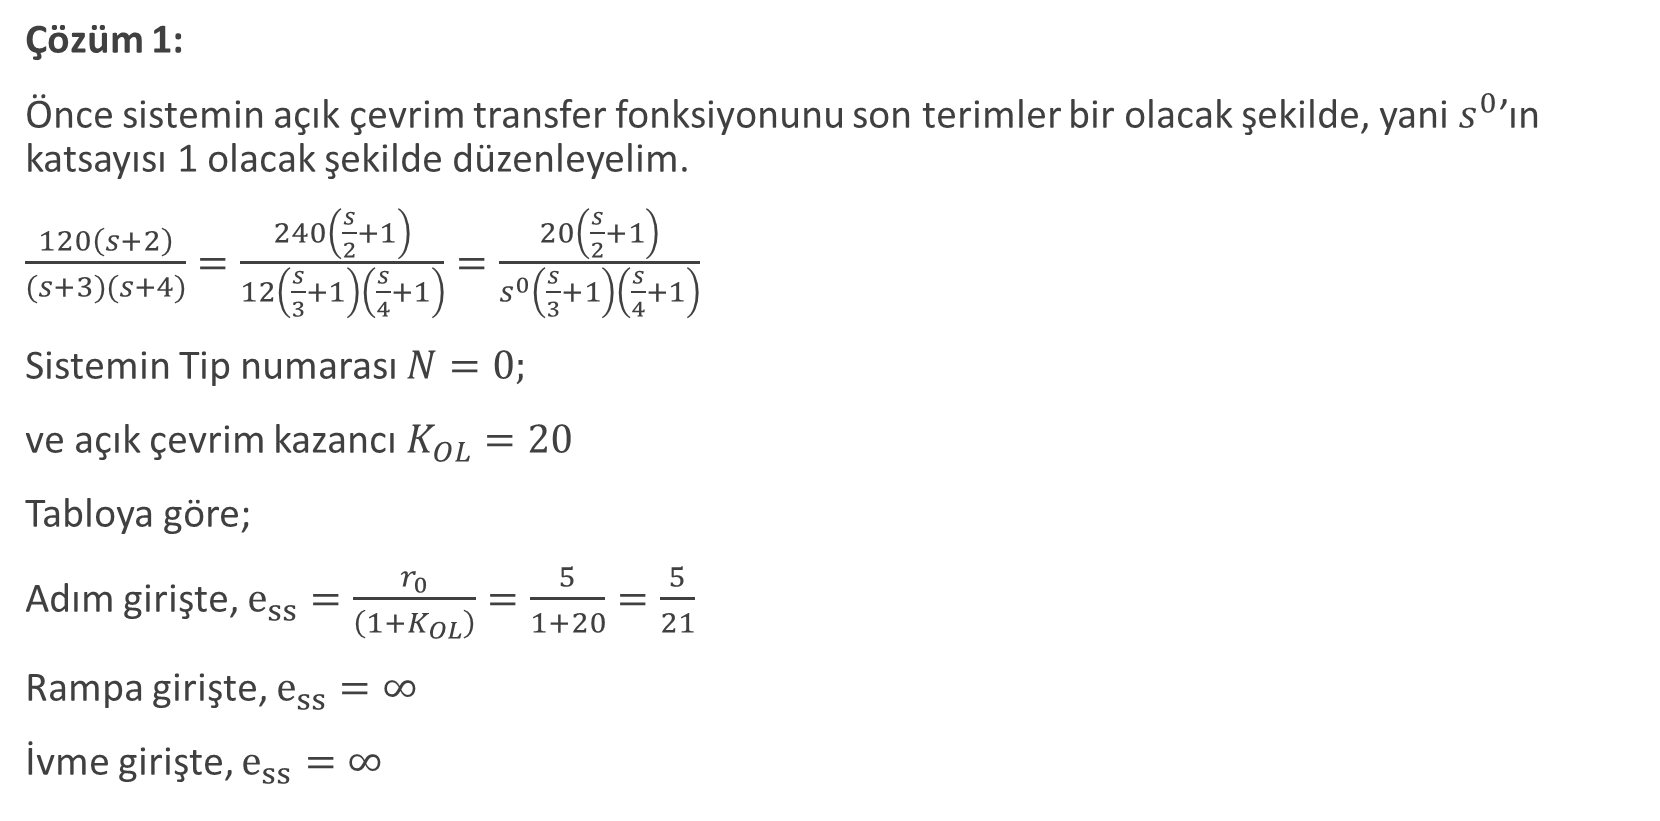 Çözüm 1:
Önce sistemin açık çevrim transfer fonksiyonunu son terimler bir olacak şekilde, yani s⁰'ın
katsayısı 1 olacak şekilde düzenleyelim.
120(s+2)/((s+3)(s+4)) = 240(s/2+1)/(12(s/3+1)(s/4+1)) = 20(s/2+1)/(s⁰(s/3+1)(s/4+1))
Sistemin Tip numarası N = 0;
ve açık çevrim kazancı K_OL = 20
Tabloya göre;
Adım girişte, e_ss = r₀/(1+K_OL) = 5/(1+20) = 5/21
Rampa girişte, e_ss = ∞
İvme girişte, e_ss = ∞